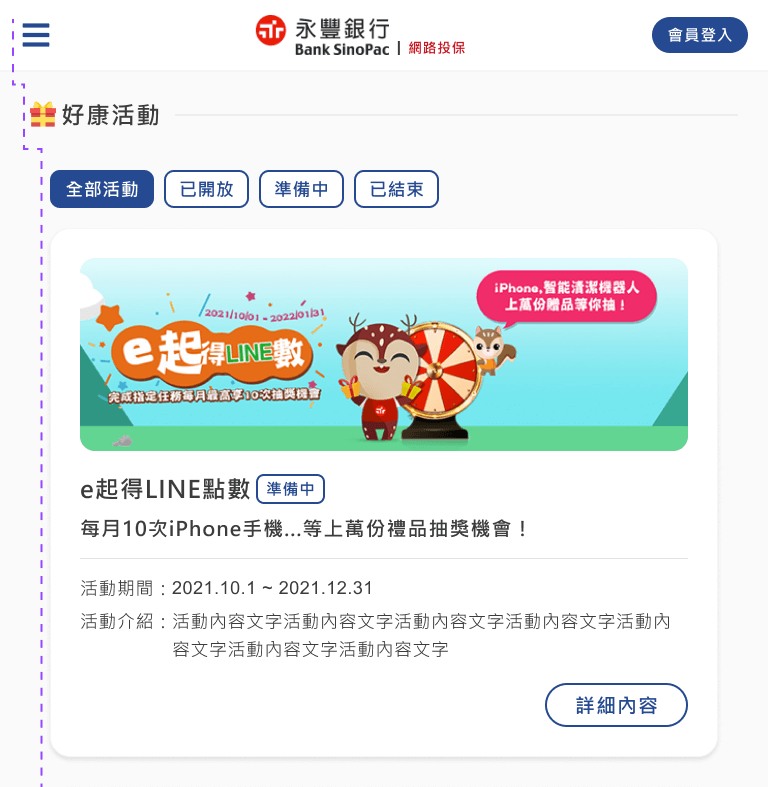 永豐銀行
Bank SinoPac | 網路投保
會員登入
好康活動
全部活動
已開放
準備中
已結束
iPhone,智能清潔機器人
上萬份贈品等你抽！
2021/10/01 - 2022/01/31
e起得LINE數
完成指定任務每月最高享10次抽獎機會
e起得LINE點數
準備中
每月10次iPhone手機...等上萬份禮品抽獎機會！
活動期間：2021.10.1 ~ 2021.12.31
活動介紹：活動內容文字活動內容文字活動內容文字活動內容文字活動內
容文字活動內容文字活動內容文字
詳細內容